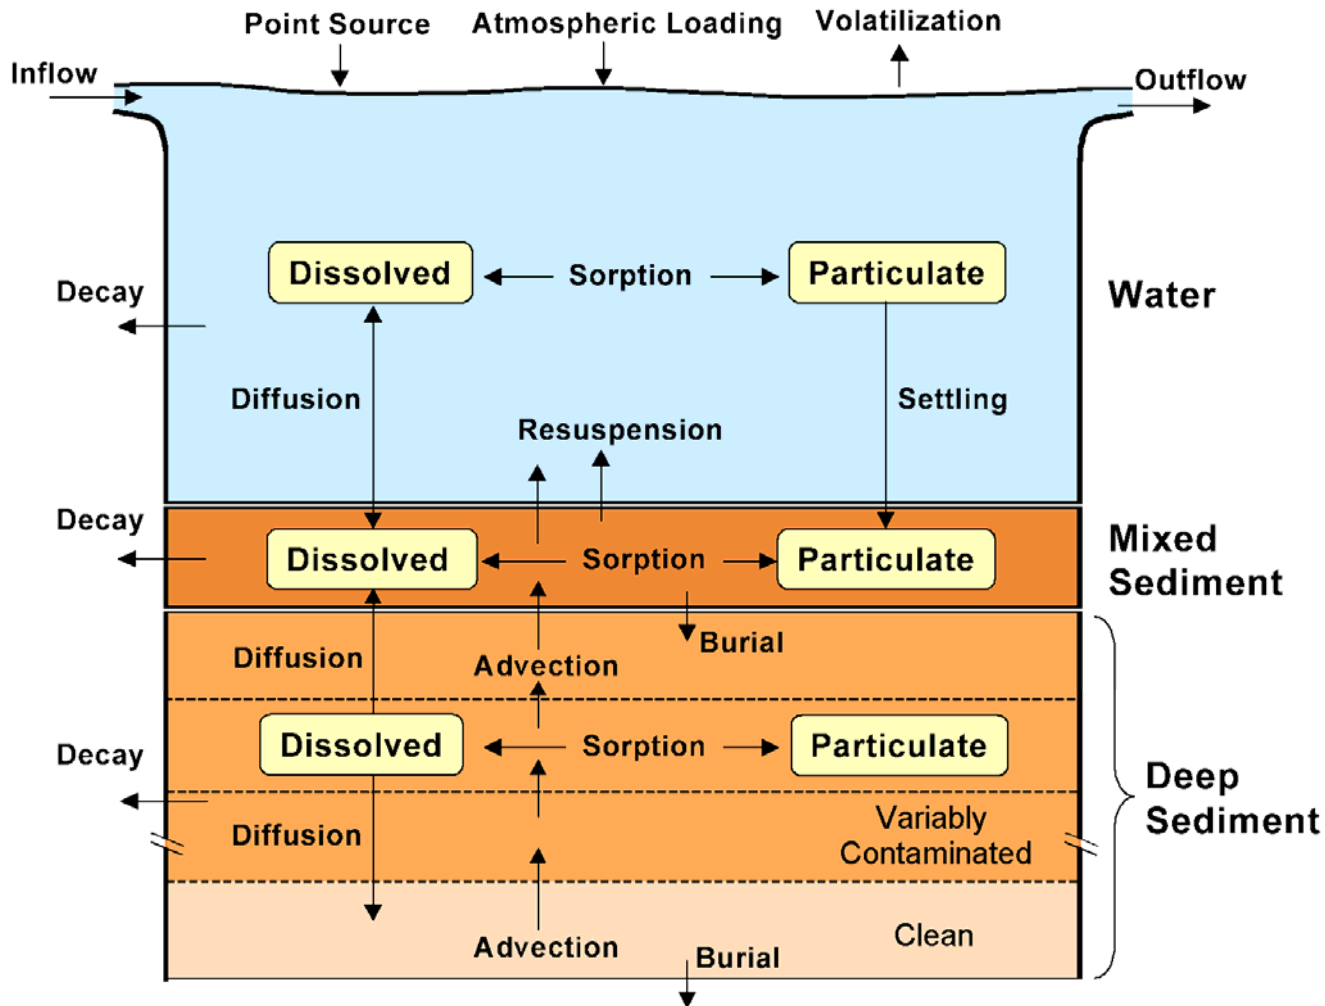 Point Source
Atmospheric Loading
Volatilization
Inflow
Outflow
Dissolved
Sorption
Particulate
Decay
Water
Diffusion
Settling
Resuspension
Decay
Dissolved
Sorption
Particulate
Mixed
Sediment
Diffusion
Advection
Burial
Dissolved
Sorption
Particulate
Decay
Deep
Sediment
Diffusion
Variably
Contaminated
Advection
Burial
Clean